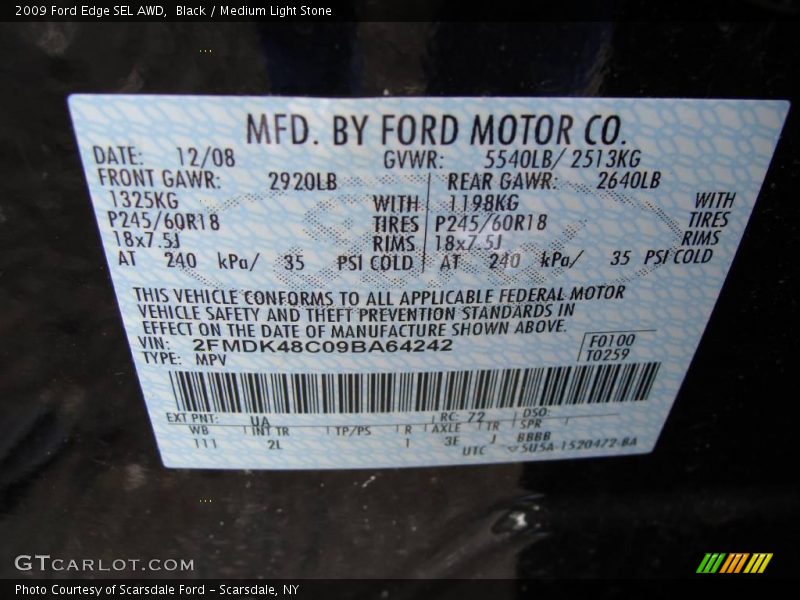 2009 Ford Edge SEL AWD,  Black / Medium Light Stone
MFD. BY FORD MOTOR CO.
DATE: 12/08 GVWR: 5540LB/ 2513KG
FRONT GAWR: 2920LB REAR GAWR: 2640LB
1325KG WITH 1198KG WITH
P245/60R18 TIRES P245/60R18 TIRES
18x7.5J RIMS 18x7.5J RIMS
AT 240 kPa/ 35 PSI COLD AT 240 kPa/ 35 PSI COLD
THIS VEHICLE CONFORMS TO ALL APPLICABLE FEDERAL MOTOR
VEHICLE SAFETY AND THEFT PREVENTION STANDARDS IN
EFFECT ON THE DATE OF MANUFACTURE SHOWN ABOVE.
VIN: 2FMDK48C09BA64242 F0100
TYPE: MPV T0259
EXT PNT: UA RC: 72 DSO:
WB INT TR TP/PS R AXLE TR SPR
111 2L I 3E J BBBB
UTC 5U5A-1520472-BA
GTCARLOT.COM
Photo Courtesy of Scarsdale Ford – Scarsdale, NY